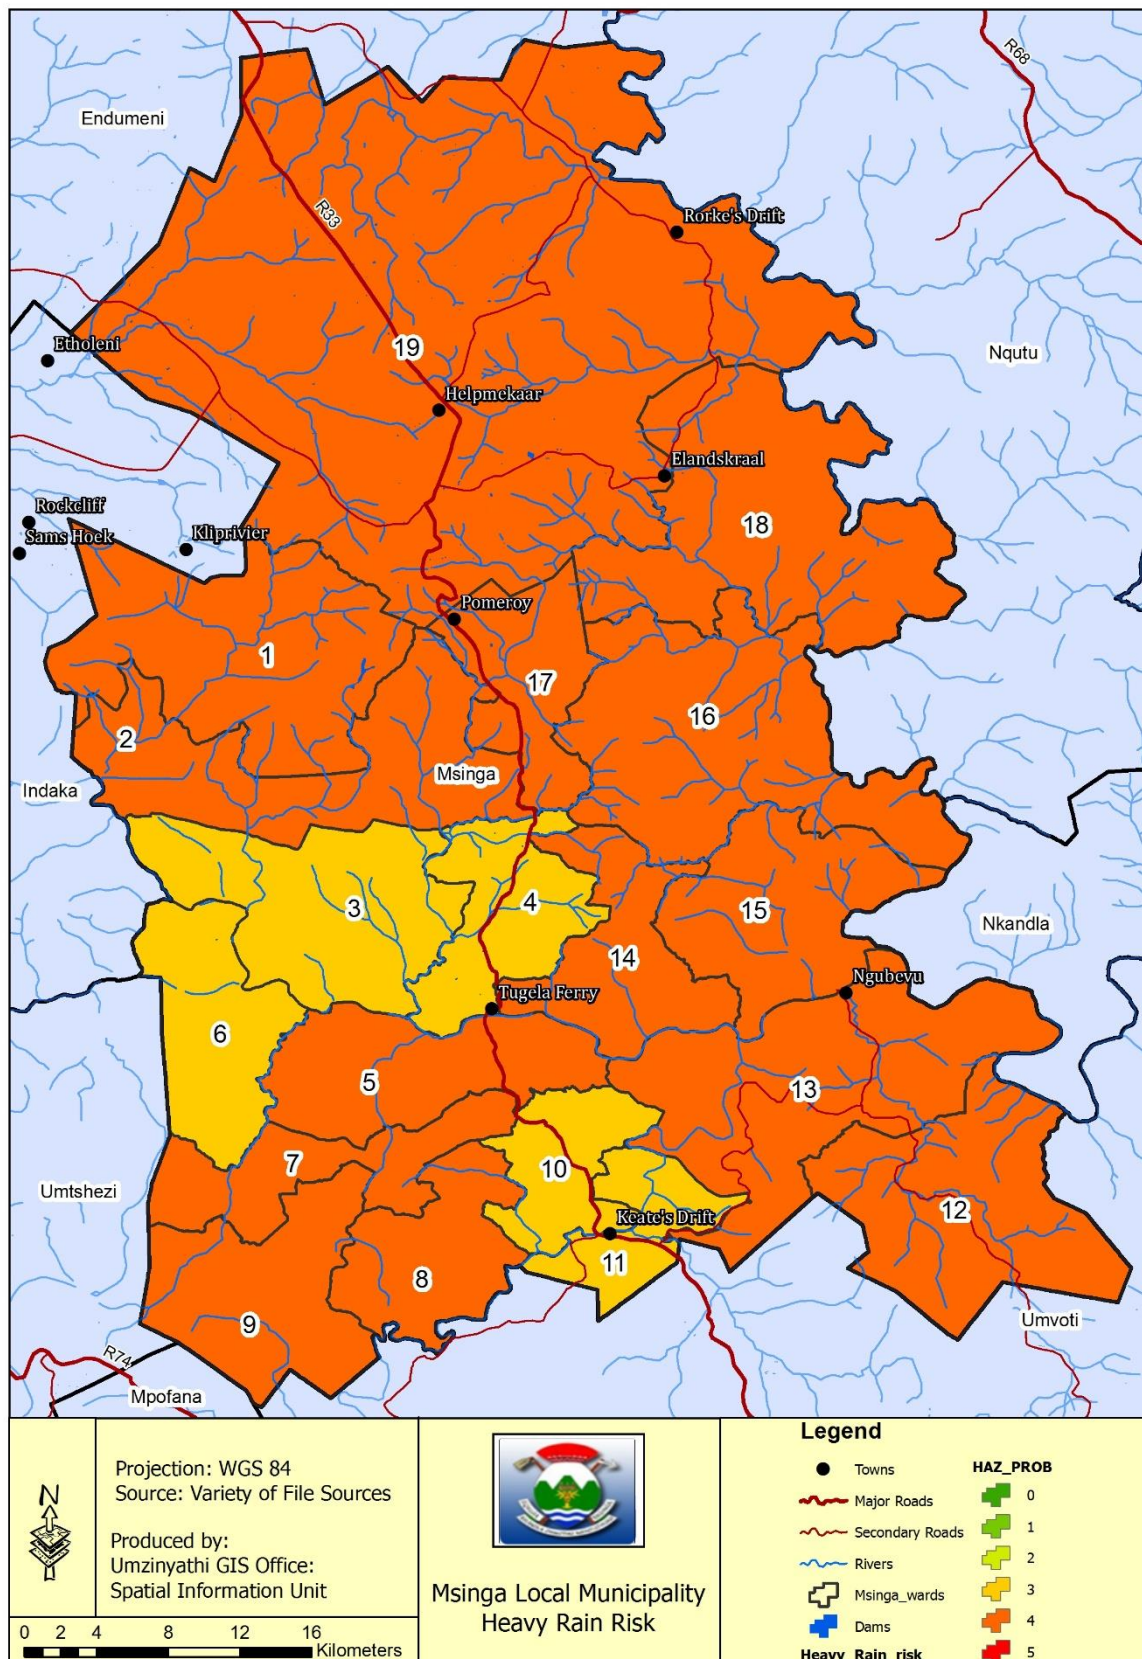 R68
Endumeni
R33
Rorke's Drift
Etholeni
Nqutu
19
Helpmekaar
Elandskraal
Rockcliff
Sams Hoek
Kliprivier
18
Pomeroy
1
17
16
2
Msinga
Indaka
3
4
15
14
Nkandla
Ngubevu
Tugela Ferry
6
5
13
7
10
Umtshezi
12
Keate's Drift
11
8
9
Umvoti
R74
Mpofana
N
Projection: WGS 84
Source: Variety of File Sources
Produced by:
Umzinyathi GIS Office:
Spatial Information Unit
0 2 4 8 12 16
Kilometers
Msinga Local Municipality
Heavy Rain Risk
Legend
Towns
Major Roads
Secondary Roads
Rivers
Msinga_wards
Dams
Heavy_Rain_risk
HAZ_PROB
0
1
2
3
4
5